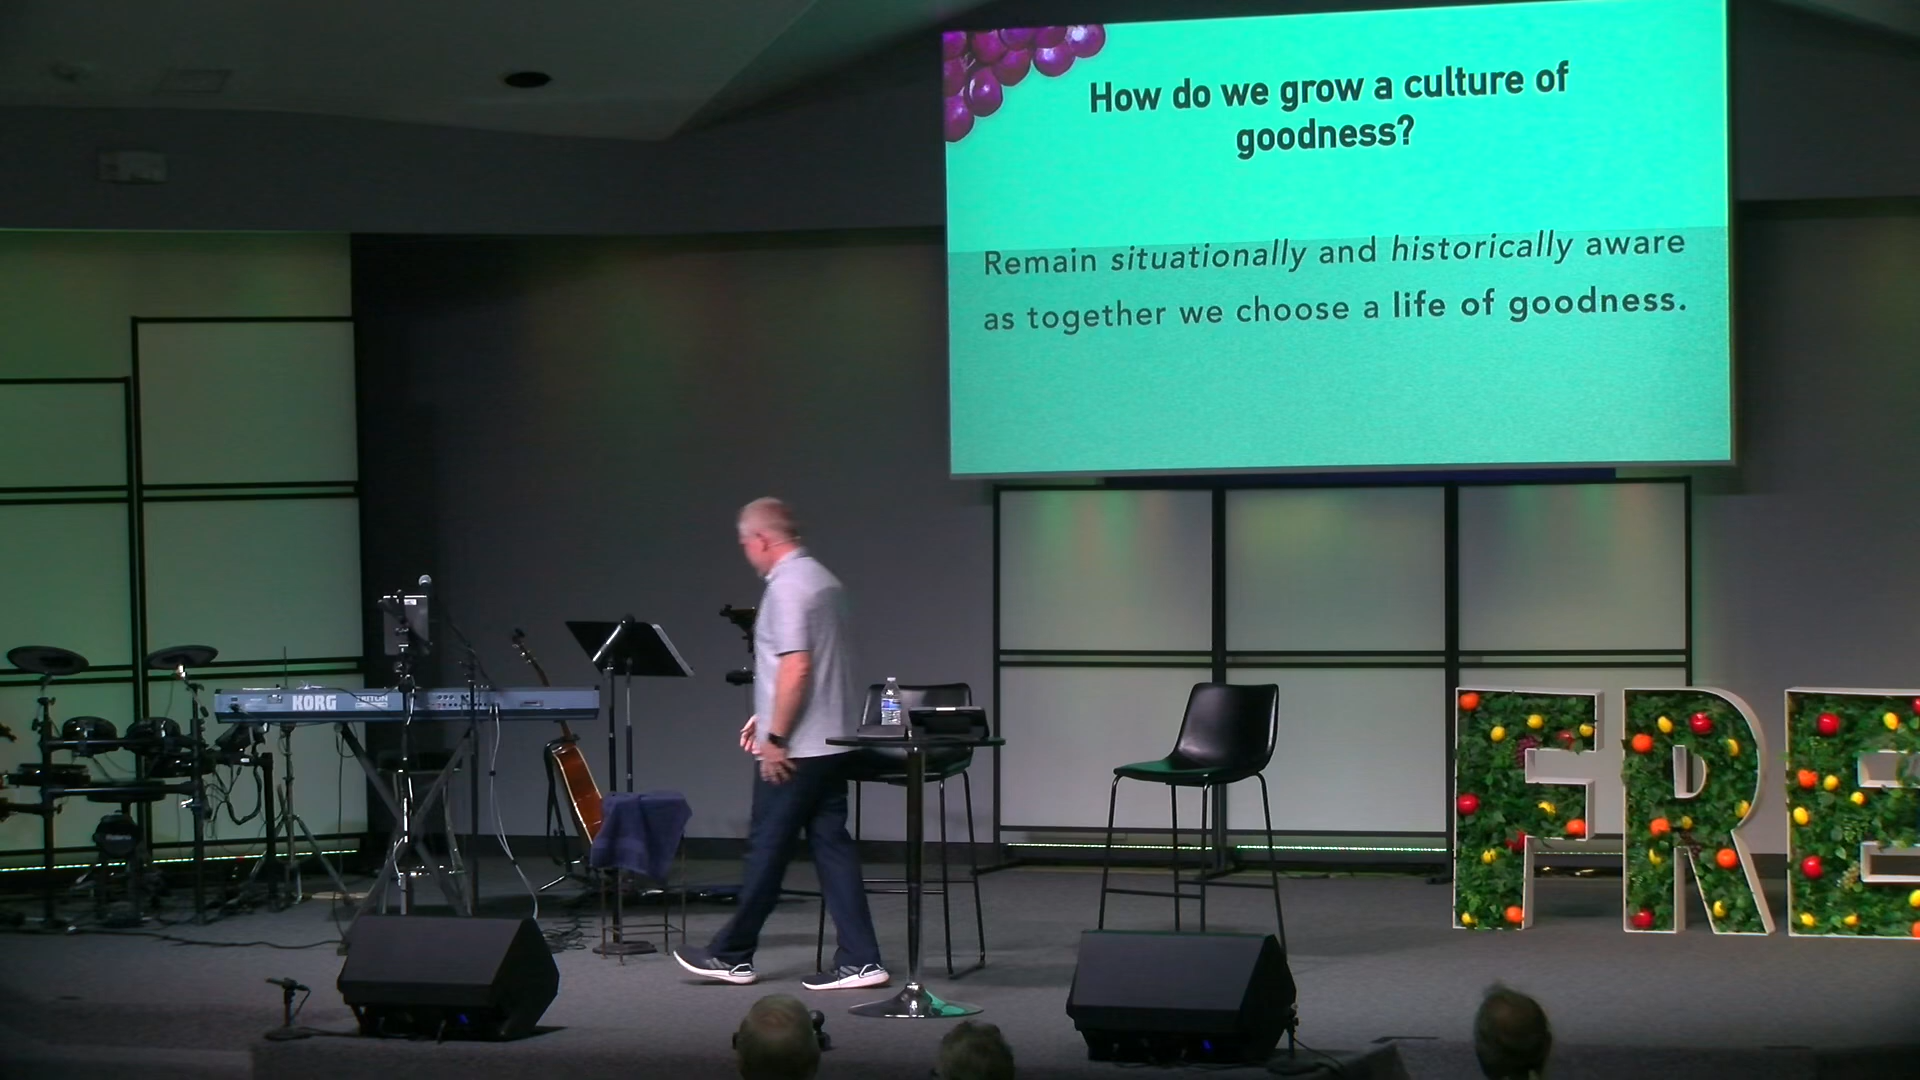 How do we grow a culture of
goodness?
Remain situationally and historically aware
as together we choose a life of goodness.
KORG
TRITON
FRE